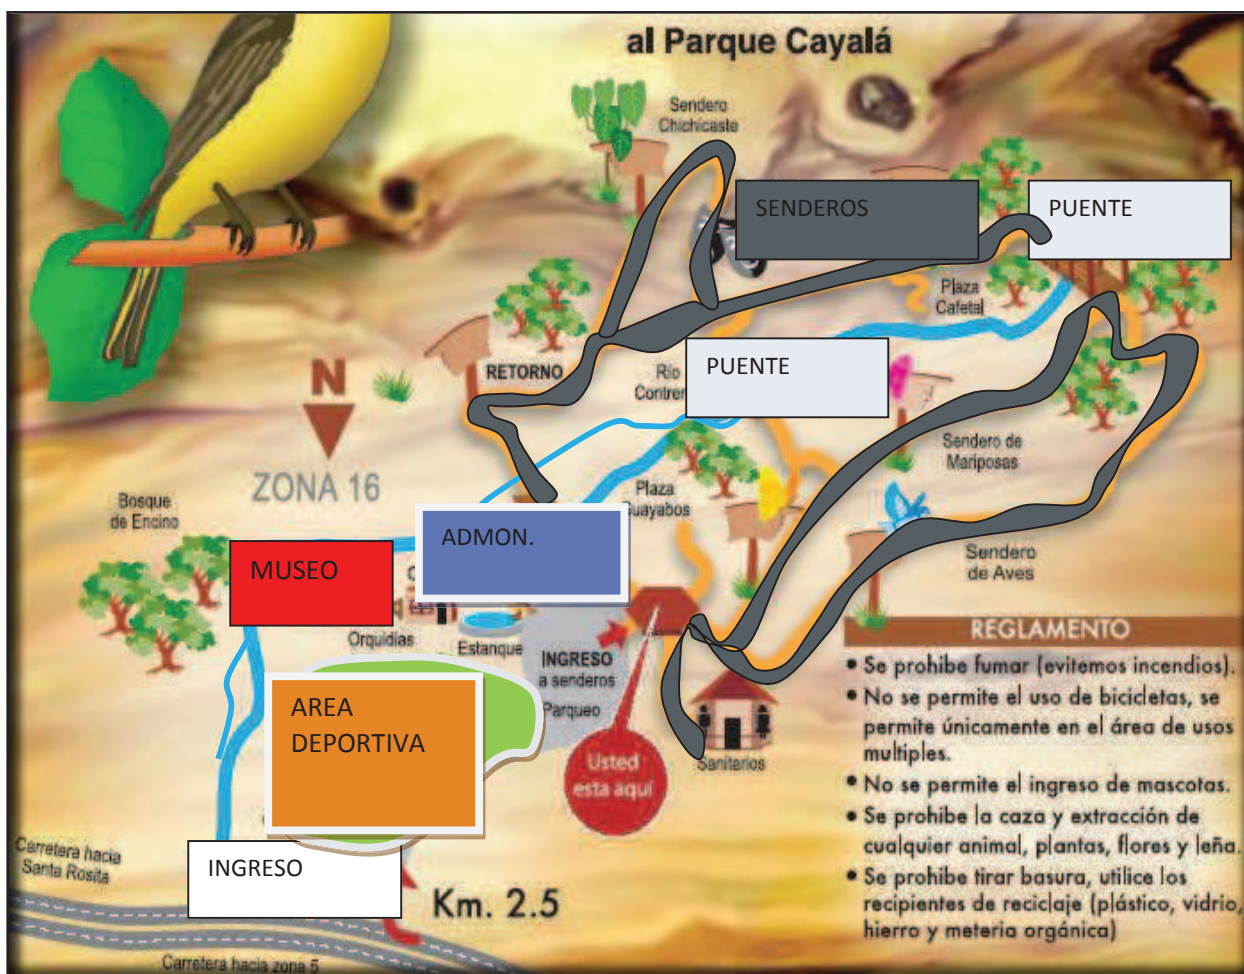 al Parque Cayalá
Sendero
Chichicaste
SENDEROS
PUENTE
Plaza
Cafetal
RETORNO
Río
PUENTE
N
ZONA 16
Sendero de
Mariposas
Bosque
de Encino
Plaza
ADMON.
MUSEO
Sendero
de Aves
Orquidias
Estanque
INGRESO
a senderos
Parqueo
AREA
DEPORTIVA
Usted
esta aquí
Sanitarios
REGLAMENTO
• Se prohibe fumar (evitemos incendios).
• No se permite el uso de bicicletas, se
permite únicamente en el área de usos
multiples.
• No se permite el ingreso de mascotas.
• Se prohibe la caza y extracción de
cualquier animal, plantas, flores y leña.
• Se prohibe tirar basura, utilice los
recipientes de reciclaje (plástico, vidrio,
hierro y meteria orgánica)
Carretera hacia
Santa Rosita
INGRESO
Km. 2.5
Carretera hacia zona 5